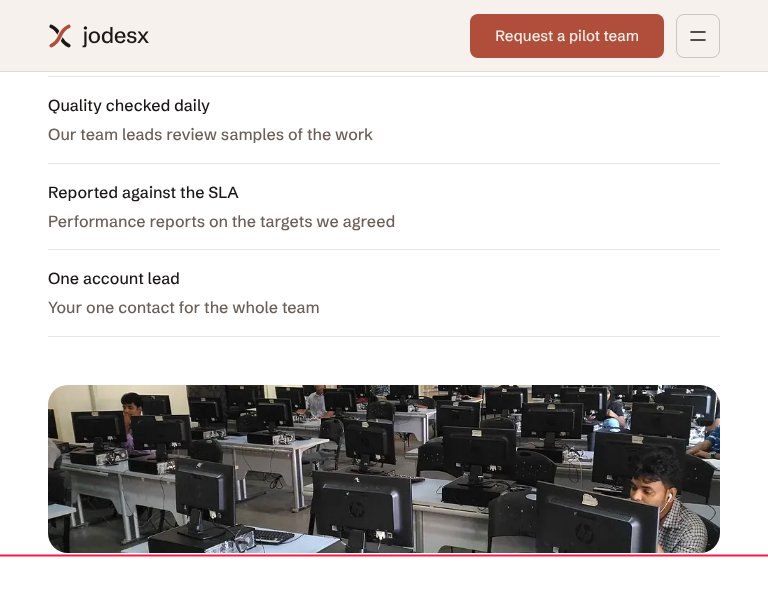 jodesx
Request a pilot team
Quality checked daily
Our team leads review samples of the work
Reported against the SLA
Performance reports on the targets we agreed
One account lead
Your one contact for the whole team